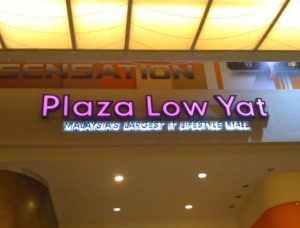 SENSATION
Plaza Low Yat
MALAYSIA'S LARGEST IT LIFESTYLE MALL